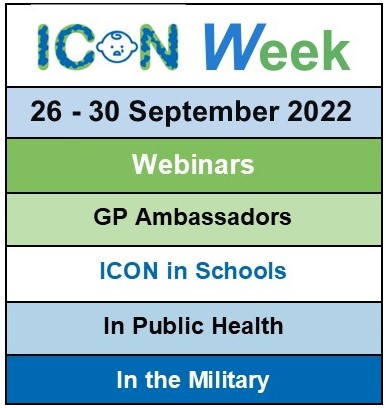 ICON Week
26 - 30 September 2022
Webinars
GP Ambassadors
ICON in Schools
In Public Health
In the Military